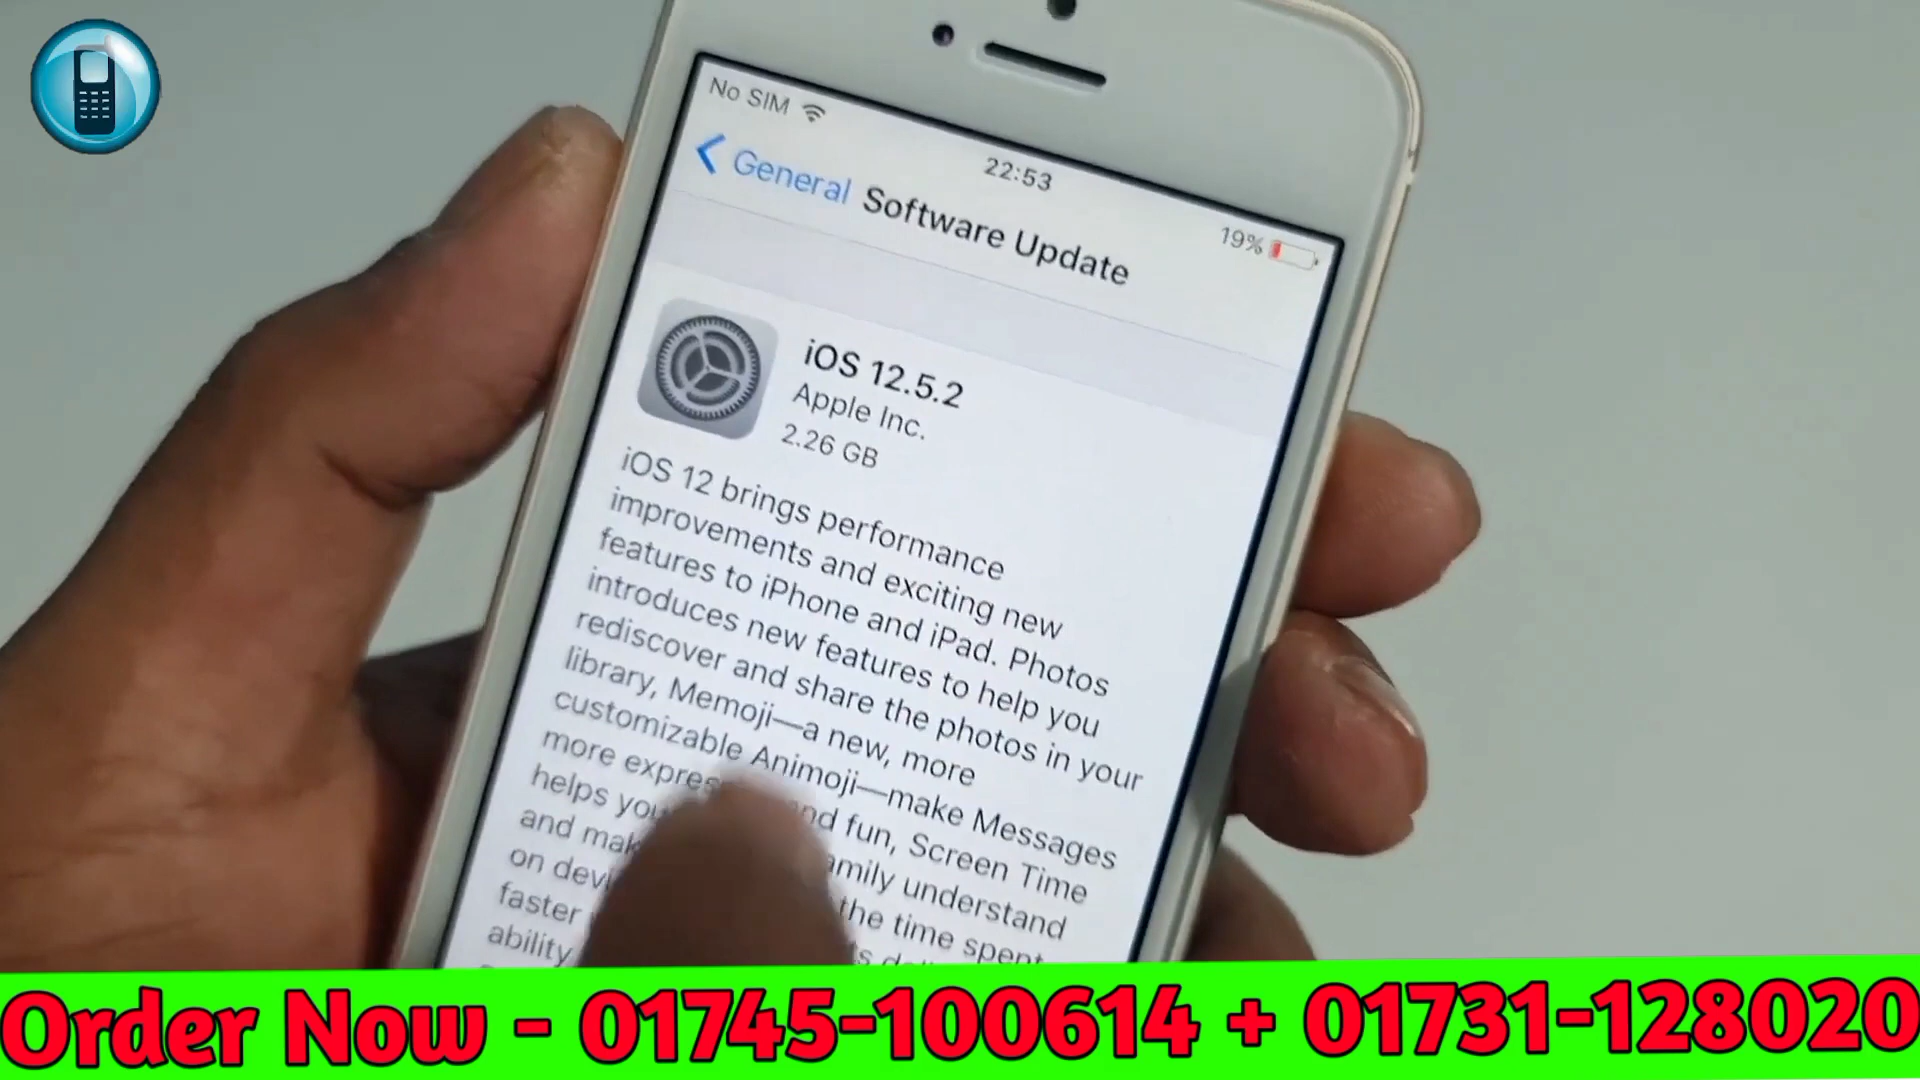 No SIM
22:53
19%
General
Software Update
iOS 12.5.2
Apple Inc.
2.26 GB
iOS 12 brings performance
improvements and exciting new
features to iPhone and iPad. Photos
introduces new features to help you
rediscover and share the photos in your
library, Memoji—a new, more
customizable Animoji—make Messages
more and fun, Screen Time
helps you
and understand
on the time spent
faster
ability
Order Now - 01745-100614 + 01731-128020